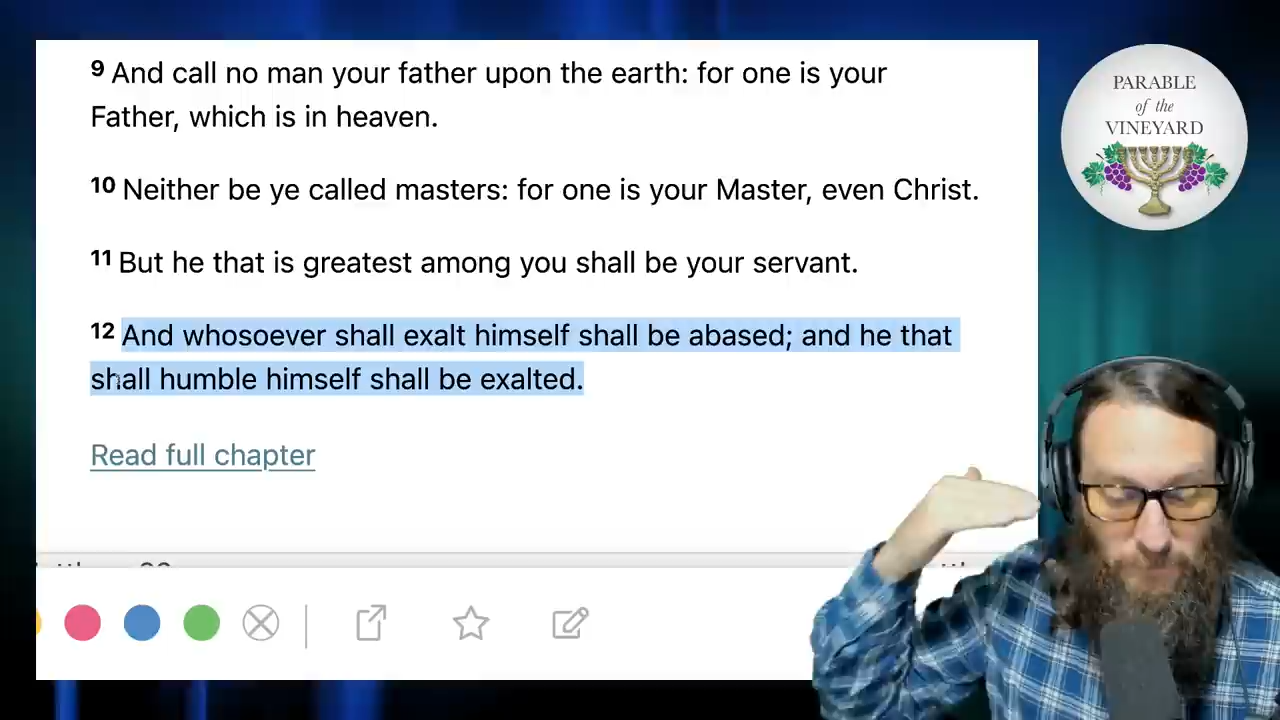 9 And call no man your father upon the earth: for one is your
Father, which is in heaven.
10 Neither be ye called masters: for one is your Master, even Christ.
11 But he that is greatest among you shall be your servant.
12 And whosoever shall exalt himself shall be abased; and he that
shall humble himself shall be exalted.
Read full chapter
PARABLE
of the
VINEYARD